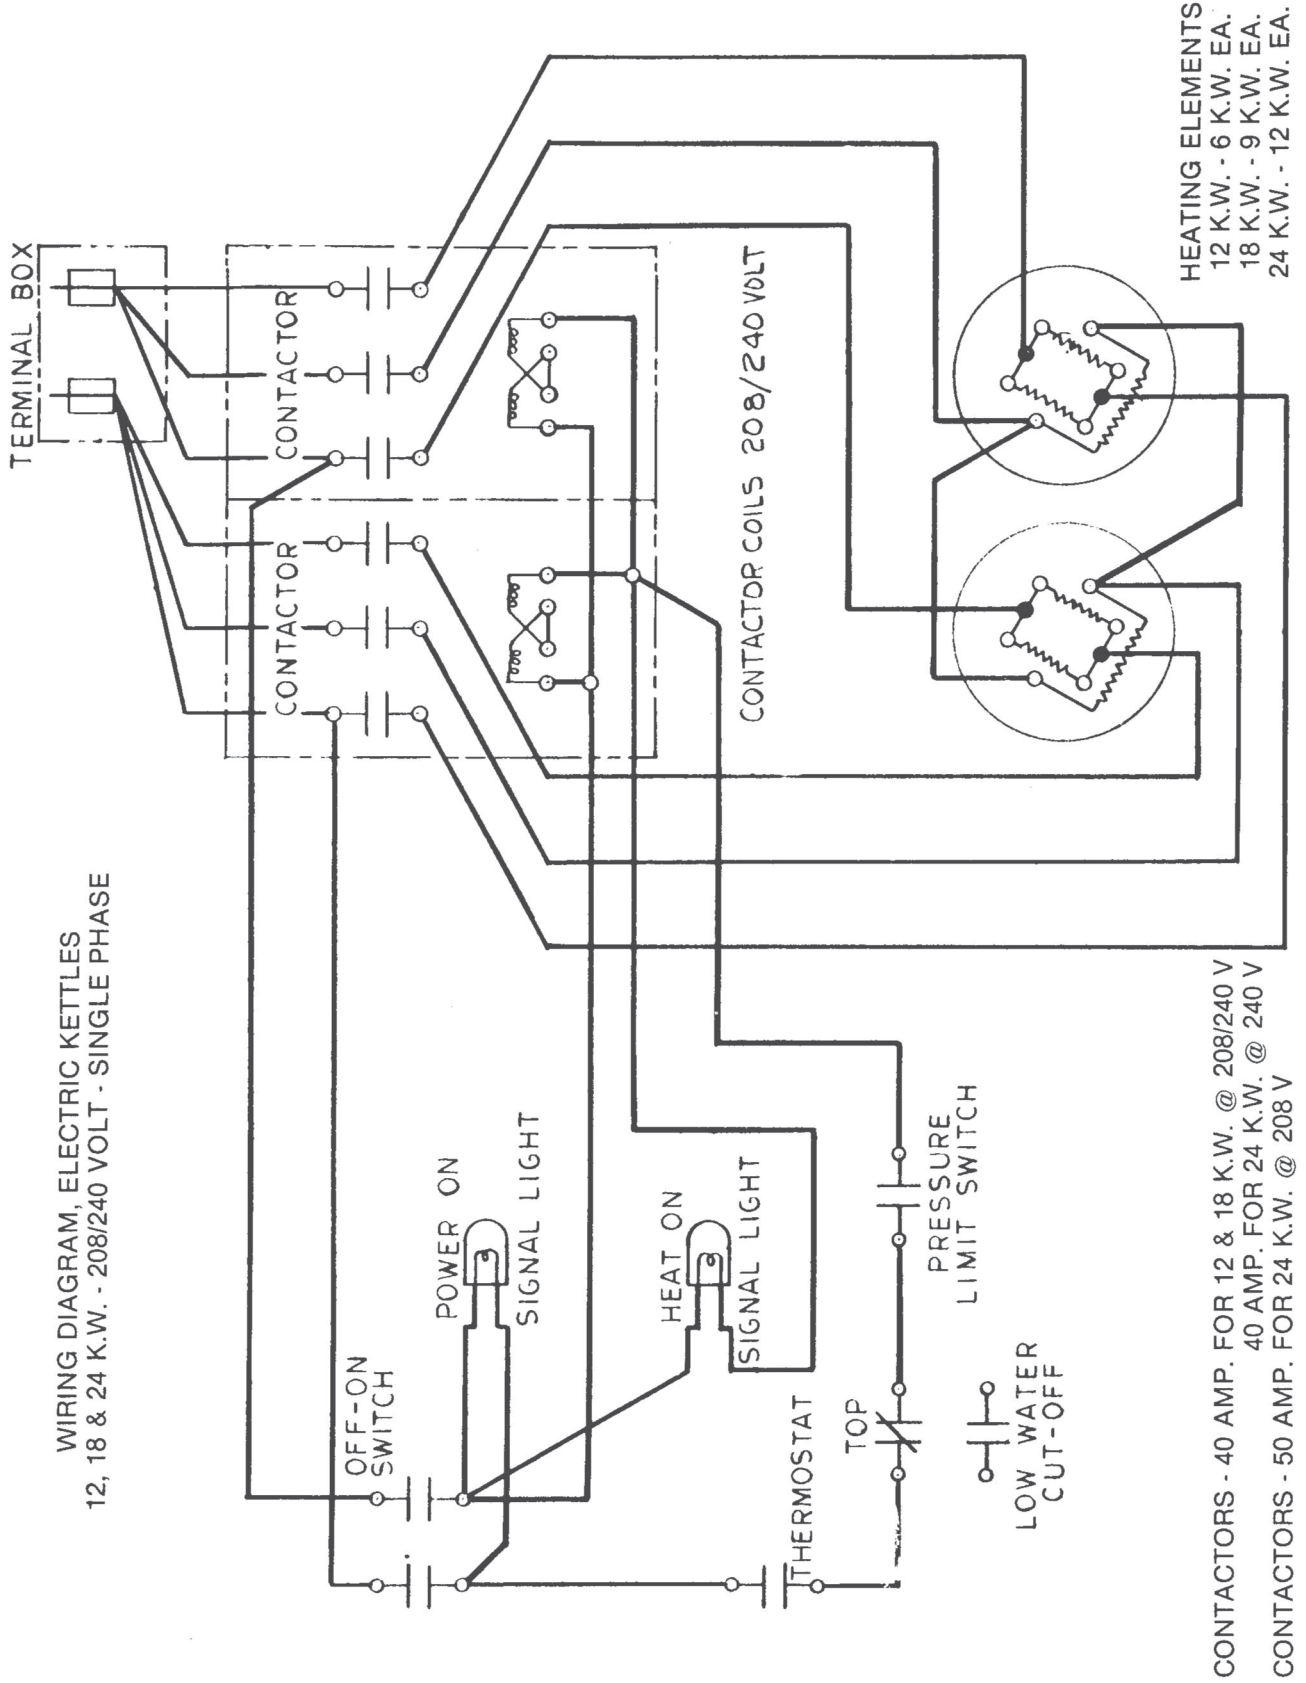 WIRING DIAGRAM, ELECTRIC KETTLES
12, 18 & 24 K.W. - 208/240 VOLT - SINGLE PHASE
TERMINAL BOX
CONTACTOR
CONTACTOR
OFF-ON
SWITCH
POWER ON
SIGNAL LIGHT
HEAT ON
SIGNAL LIGHT
CONTACTOR COILS 208/240 VOLT
THERMOSTAT
TOP
PRESSURE
LIMIT SWITCH
LOW WATER
CUT-OFF
HEATING ELEMENTS
12 K.W. - 6 K.W. EA.
18 K.W. - 9 K.W. EA.
24 K.W. - 12 K.W. EA.
CONTACTORS - 40 AMP. FOR 12 & 18 K.W. @ 208/240 V
40 AMP. FOR 24 K.W. @ 240 V
CONTACTORS - 50 AMP. FOR 24 K.W. @ 208 V